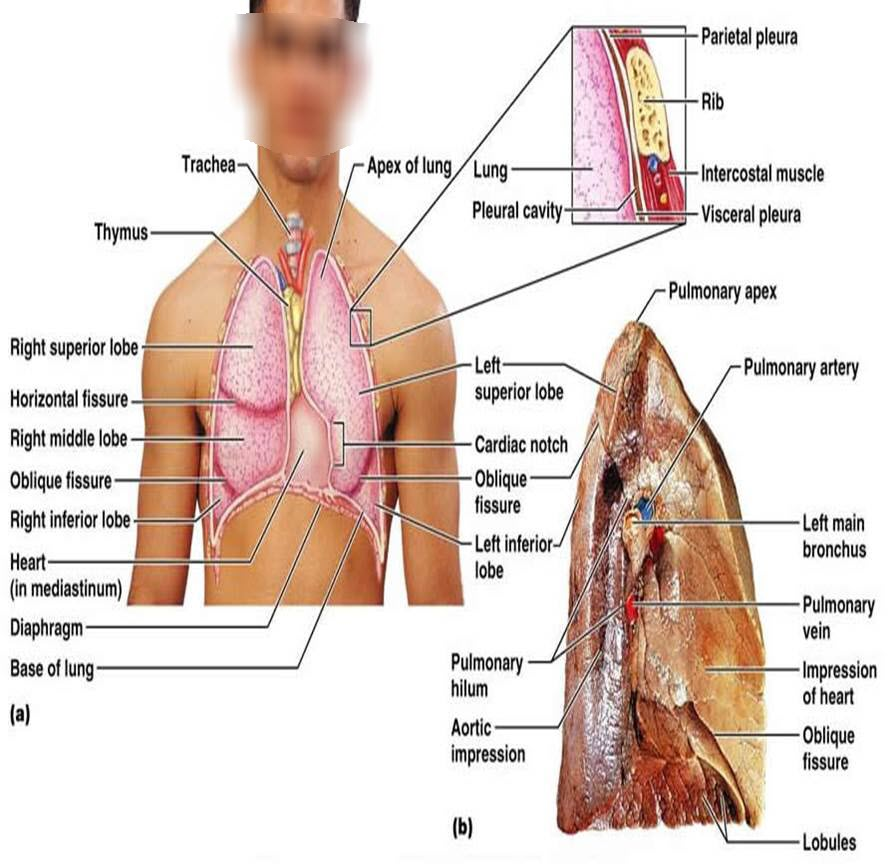 Trachea
Apex of lung
Thymus
Right superior lobe
Horizontal fissure
Right middle lobe
Oblique fissure
Right inferior lobe
Heart
(in mediastinum)
Diaphragm
Base of lung
(a)
Parietal pleura
Rib
Lung
Intercostal muscle
Pleural cavity
Visceral pleura
Left
superior lobe
Cardiac notch
Oblique
fissure
Left inferior
lobe
Pulmonary apex
Pulmonary artery
Left main
bronchus
Pulmonary
vein
Pulmonary
hilum
Impression
of heart
Aortic
impression
Oblique
fissure
Lobules
(b)